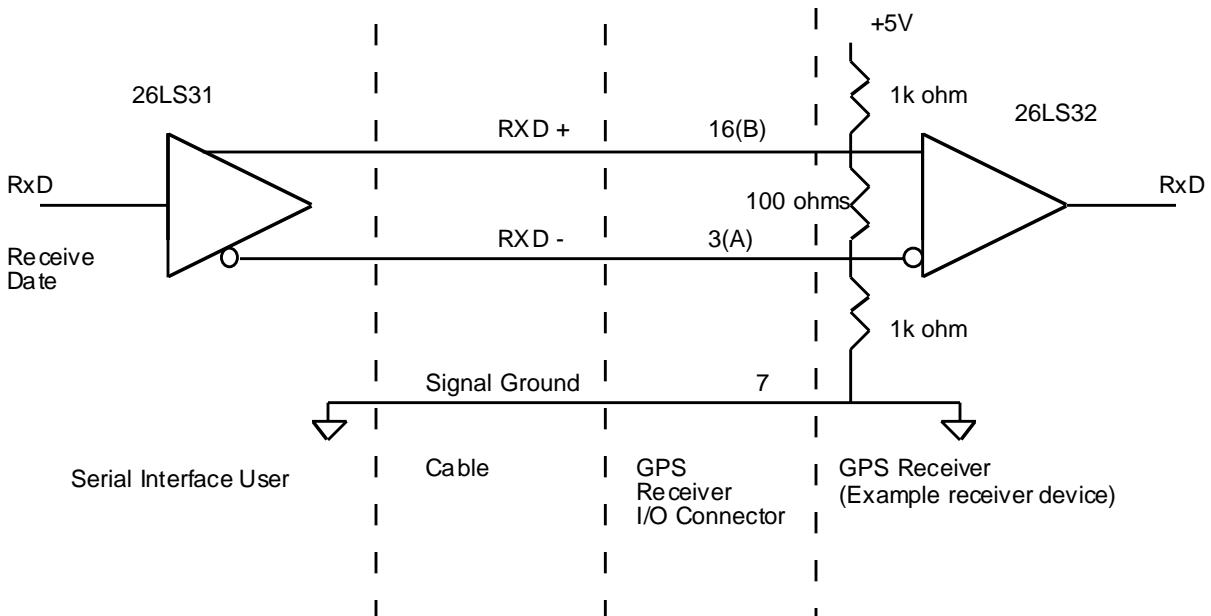 +5V
26LS31
1k ohm
26LS32
RXD +
16(B)
RxD
100 ohms
RxD
RXD -
3(A)
Receive
Date
1k ohm
Signal Ground
7
Serial Interface User
Cable
GPS
Receiver
I/O Connector
GPS Receiver
(Example receiver device)